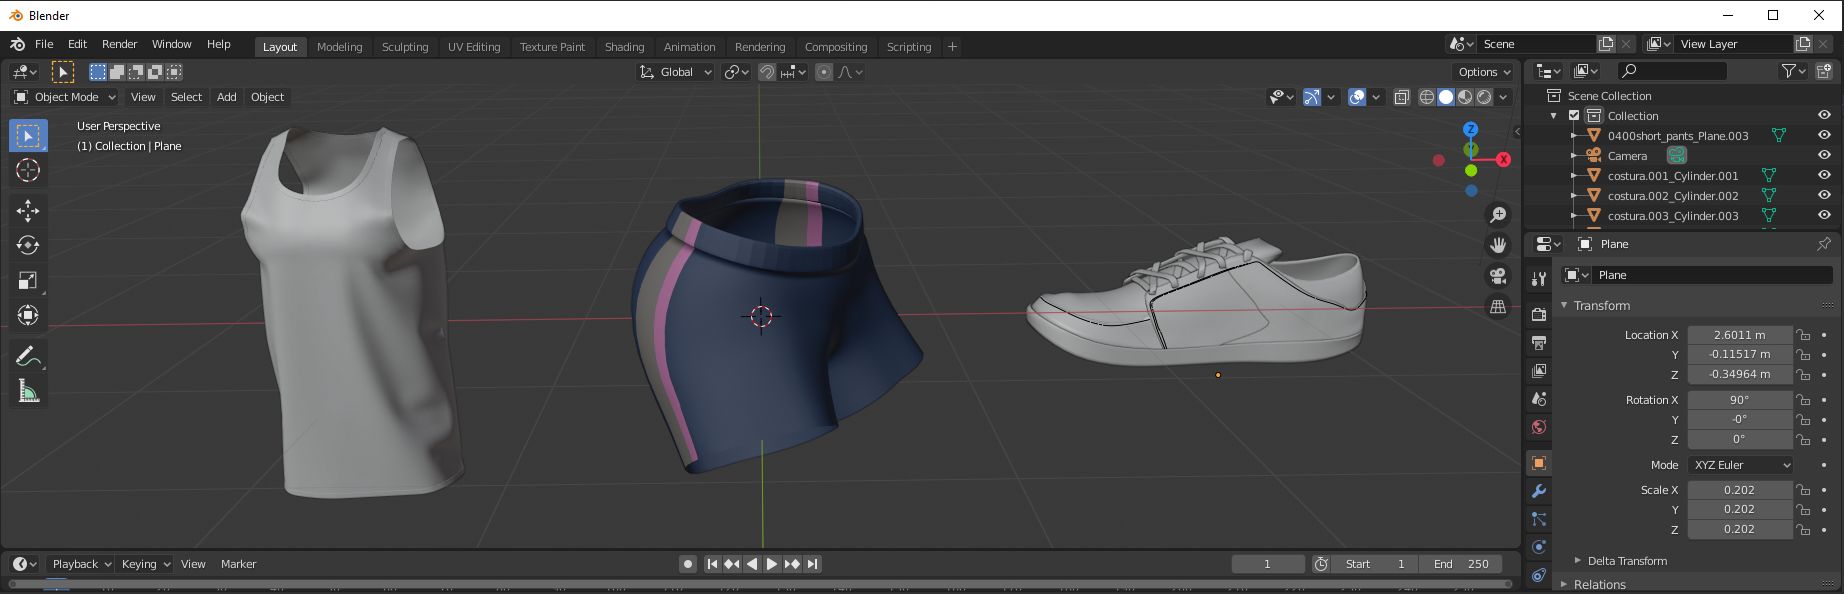 Blender
File Edit Render Window Help Layout Modeling Sculpting UV Editing Texture Paint Shading Animation Rendering Compositing Scripting + Scene View Layer
Global Options
Object Mode View Select Add Object
User Perspective
(1) Collection | Plane
Z
Y
X
Scene Collection
Collection
0400short_pants_Plane.003
Camera
costura.001_Cylinder.001
costura.002_Cylinder.002
costura.003_Cylinder.003
Plane
Plane
Transform
Location X 2.6011 m
Y -0.11517 m
Z -0.34964 m
Rotation X 90°
Y -0°
Z 0°
Mode XYZ Euler
Scale X 0.202
Y 0.202
Z 0.202
Delta Transform
Relations
Playback Keying View Marker 1 Start 1 End 250